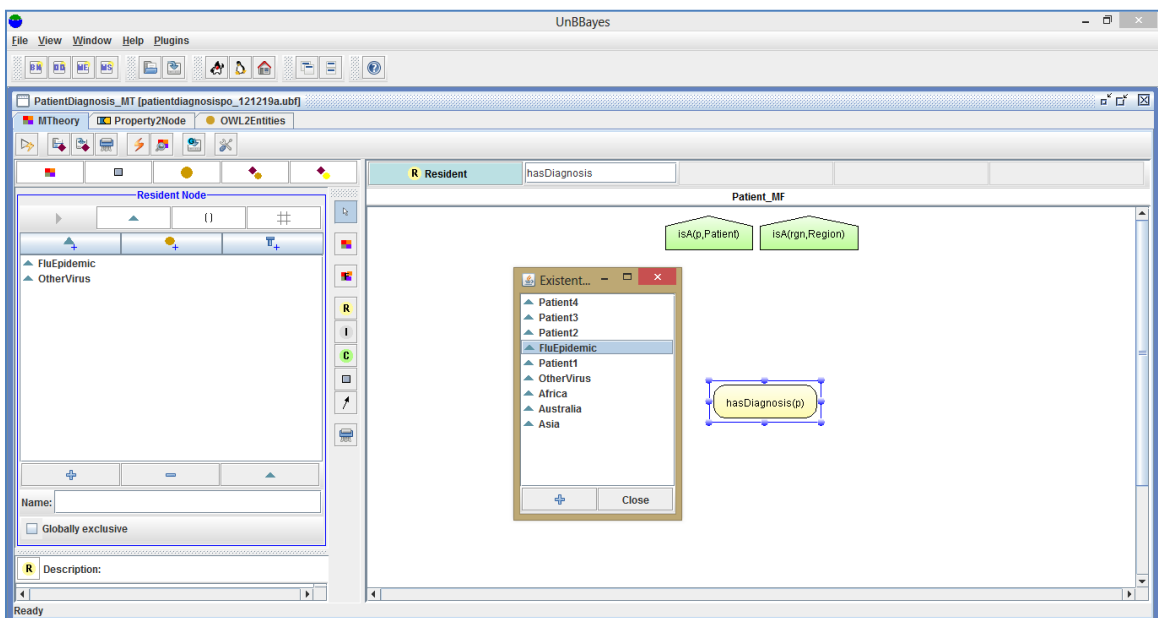 UnBBayes
File View Window Help Plugins
BN OO ME MS
PatientDiagnosis_MT [patientdiagnosispo_121219a.ubf]
MTheory Property2Node OWL2Entities
R Resident hasDiagnosis
Patient_MF
Resident Node
()
FluEpidemic
OtherVirus
Name:
Globally exclusive
R Description:
R
I
C
isA(p,Patient) isA(rgn,Region)
Existent...
Patient4
Patient3
Patient2
FluEpidemic
Patient1
OtherVirus
Africa
Australia
Asia
Close
hasDiagnosis(p)
Ready